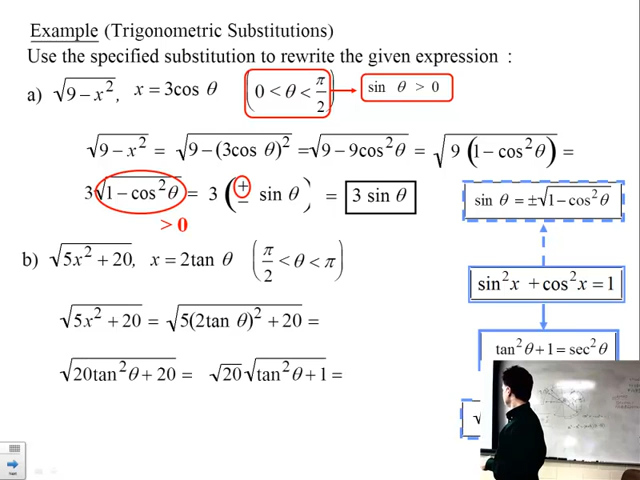 Example (Trigonometric Substitutions)
Use the specified substitution to rewrite the given expression :
a) √(9 − x²), x = 3cos θ (0 < θ < π/2) sin θ > 0
√(9 − x²) = √(9 − (3cos θ)²) = √(9 − 9cos²θ) = √(9 (1 − cos²θ)) =
3√(1 − cos²θ) = 3 (± sin θ) = 3 sin θ
> 0
sin θ = ±√(1 − cos²θ)
b) √(5x² + 20), x = 2tan θ (π/2 < θ < π)
sin²x + cos²x = 1
√(5x² + 20) = √(5(2tan θ)² + 20) =
tan²θ + 1 = sec²θ
√(20tan²θ + 20) = √20 √(tan²θ + 1) =